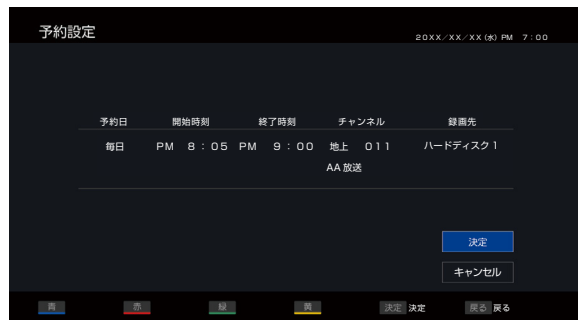 予約設定
20XX/XX/XX (水) PM 7:00
予約日 開始時刻 終了時刻 チャンネル 録画先
毎日 PM 8:05 PM 9:00 地上 011 ハードディスク1
AA放送
決定
キャンセル
青 赤 緑 黄 決定 決定 戻る 戻る